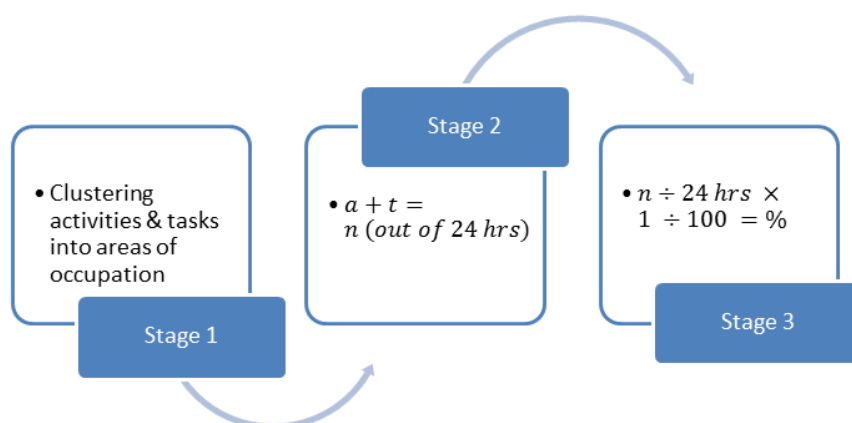 • Clustering
activities & tasks
into areas of
occupation
Stage 1
Stage 2
• a + t =
n (out of 24 hrs)
• n ÷ 24 hrs ×
1 ÷ 100 = %
Stage 3